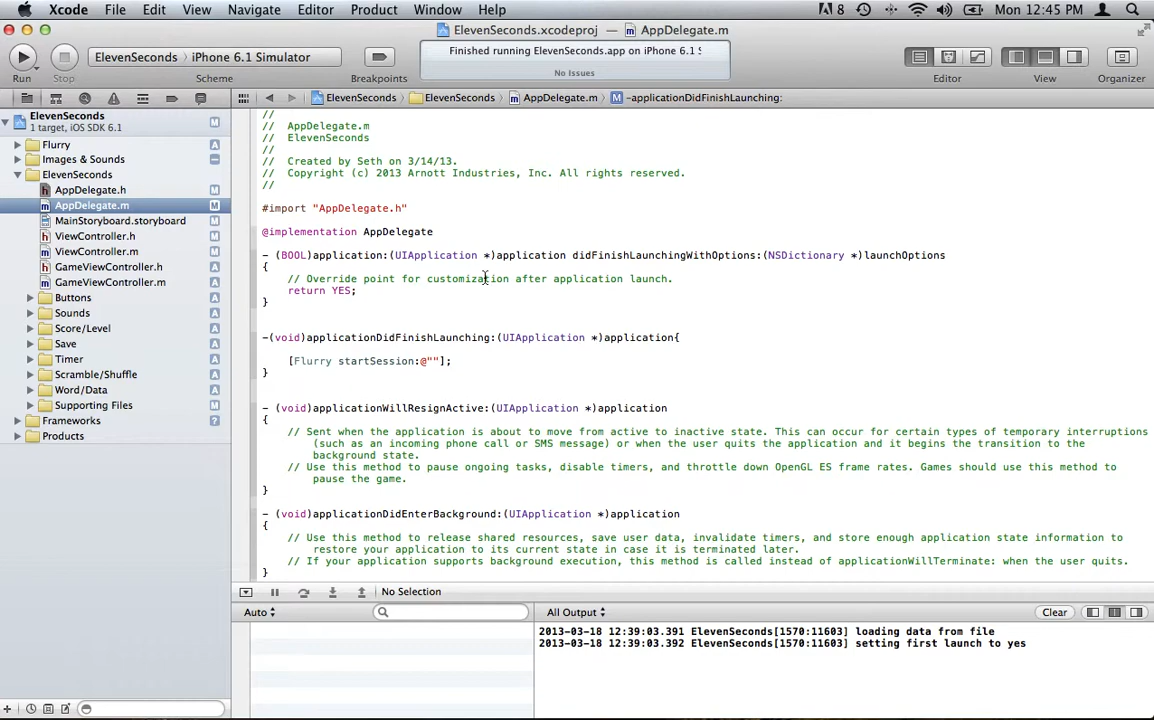 Xcode File Edit View Navigate Editor Product Window Help 8 Mon 12:45 PM
ElevenSeconds.xcodeproj — AppDelegate.m
ElevenSeconds iPhone 6.1 Simulator
Finished running ElevenSeconds.app on iPhone 6.1 S
No Issues
Run Stop Scheme Breakpoints Editor View Organizer
ElevenSeconds ElevenSeconds AppDelegate.m M -applicationDidFinishLaunching:
ElevenSeconds M
1 target, iOS SDK 6.1
Flurry A
Images & Sounds
ElevenSeconds
h AppDelegate.h M
m AppDelegate.m M
MainStoryboard.storyboard M
h ViewController.h M
m ViewController.m M
h GameViewController.h A
m GameViewController.m A
Buttons A
Sounds A
Score/Level A
Save A
Timer A
Scramble/Shuffle A
Word/Data A
Supporting Files M
Frameworks ?
Products
//
// AppDelegate.m
// ElevenSeconds
//
// Created by Seth on 3/14/13.
// Copyright (c) 2013 Arnott Industries, Inc. All rights reserved.
//
#import "AppDelegate.h"
@implementation AppDelegate
- (BOOL)application:(UIApplication *)application didFinishLaunchingWithOptions:(NSDictionary *)launchOptions
{
// Override point for customization after application launch.
return YES;
}
-(void)applicationDidFinishLaunching:(UIApplication *)application{
[Flurry startSession:@""];
}
- (void)applicationWillResignActive:(UIApplication *)application
{
// Sent when the application is about to move from active to inactive state. This can occur for certain types of temporary interruptions
(such as an incoming phone call or SMS message) or when the user quits the application and it begins the transition to the
background state.
// Use this method to pause ongoing tasks, disable timers, and throttle down OpenGL ES frame rates. Games should use this method to
pause the game.
}
- (void)applicationDidEnterBackground:(UIApplication *)application
{
// Use this method to release shared resources, save user data, invalidate timers, and store enough application state information to
restore your application to its current state in case it is terminated later.
// If your application supports background execution, this method is called instead of applicationWillTerminate: when the user quits.
}
No Selection
Auto All Output Clear
2013-03-18 12:39:03.391 ElevenSeconds[1570:11603] loading data from file
2013-03-18 12:39:03.392 ElevenSeconds[1570:11603] setting first launch to yes